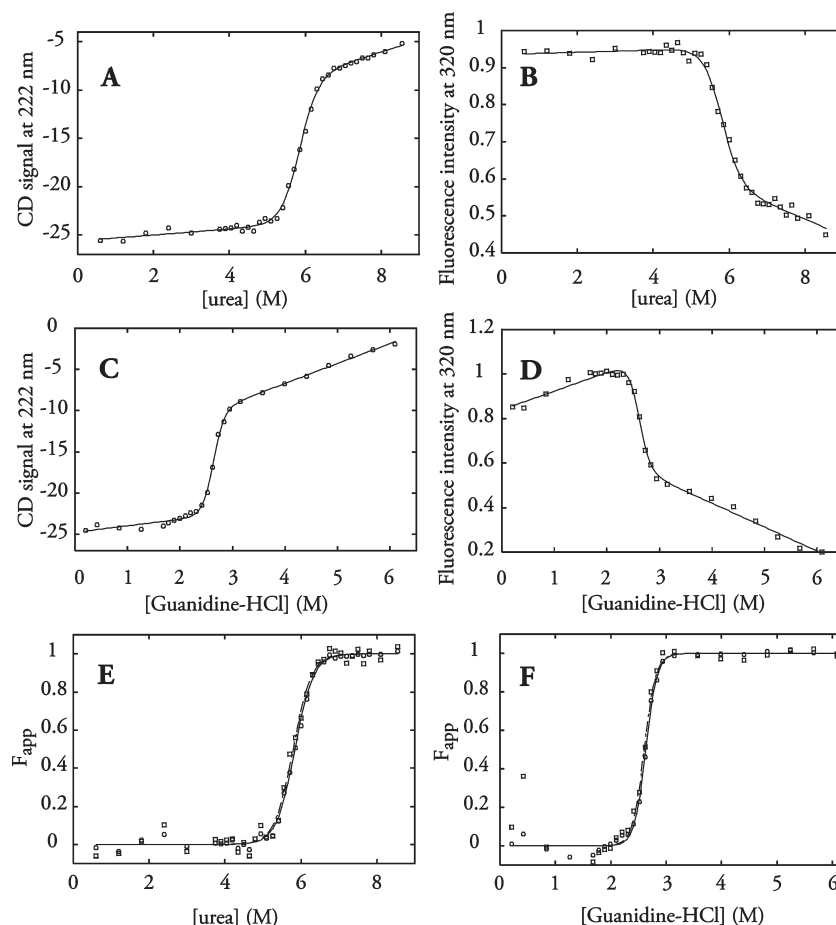 -5
-10
-15
-20
-25
CD signal at 222 nm
A
0 2 4 6 8
[urea] (M)
1
0.9
0.8
0.7
0.6
0.5
0.4
Fluorescence intensity at 320 nm
B
0 2 4 6 8
[urea] (M)
0
-5
-10
-15
-20
-25
CD signal at 222 nm
C
0 1 2 3 4 5 6
[Guanidine-HCl] (M)
1.2
1
0.8
0.6
0.4
0.2
Fluorescence intensity at 320 nm
D
0 1 2 3 4 5 6
[Guanidine-HCl] (M)
1
0.8
0.6
0.4
0.2
0
Fapp
E
0 2 4 6 8
[urea] (M)
1
0.8
0.6
0.4
0.2
0
Fapp
F
0 1 2 3 4 5 6
[Guanidine-HCl] (M)